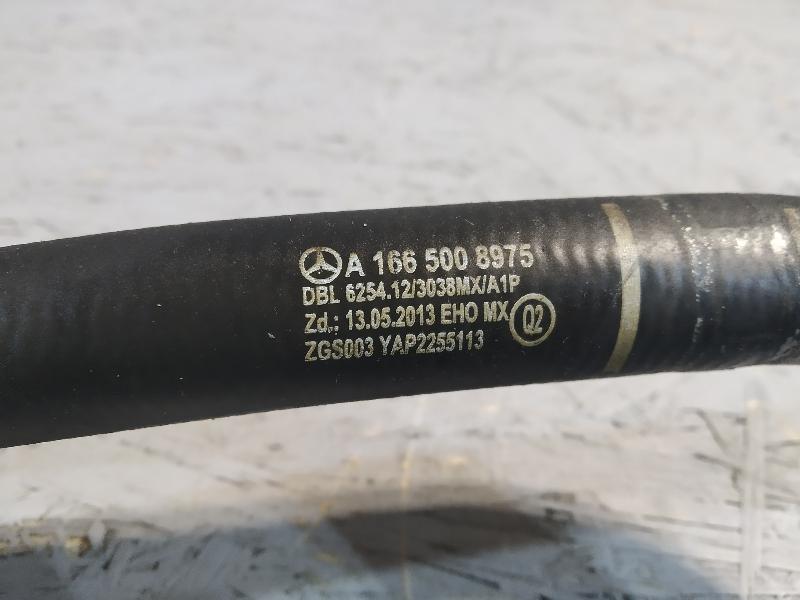 A 166 500 8975
DBL 6254.12/3038MX/A1P
Zd.: 13.05.2013 EHO MX
Q2
ZGS003 YAP2255113